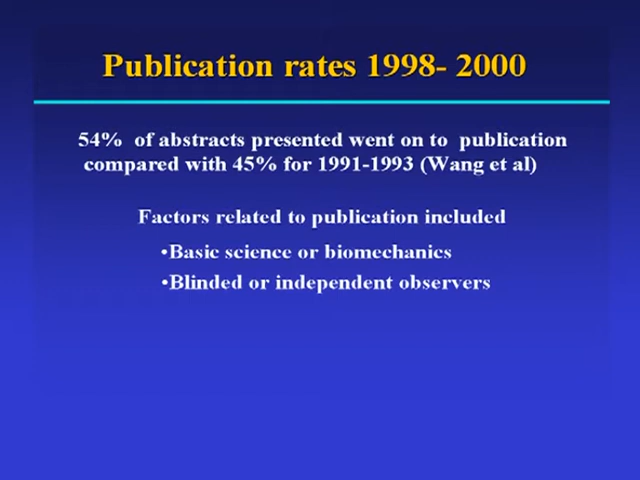 Publication rates 1998- 2000
54% of abstracts presented went on to publication
compared with 45% for 1991-1993 (Wang et al)
Factors related to publication included
•Basic science or biomechanics
•Blinded or independent observers